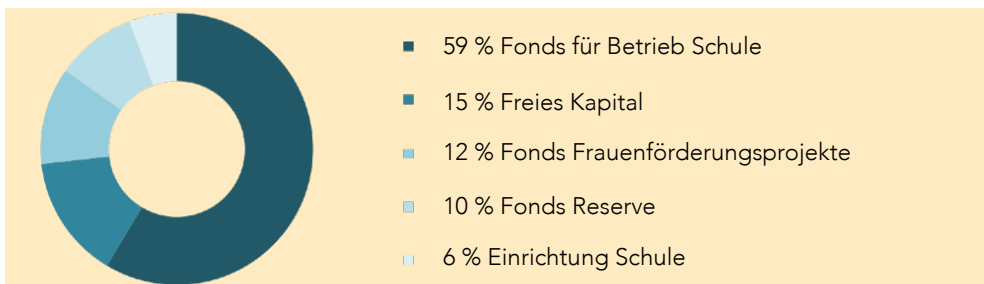 59 % Fonds für Betrieb Schule
15 % Freies Kapital
12 % Fonds Frauenförderungsprojekte
10 % Fonds Reserve
6 % Einrichtung Schule